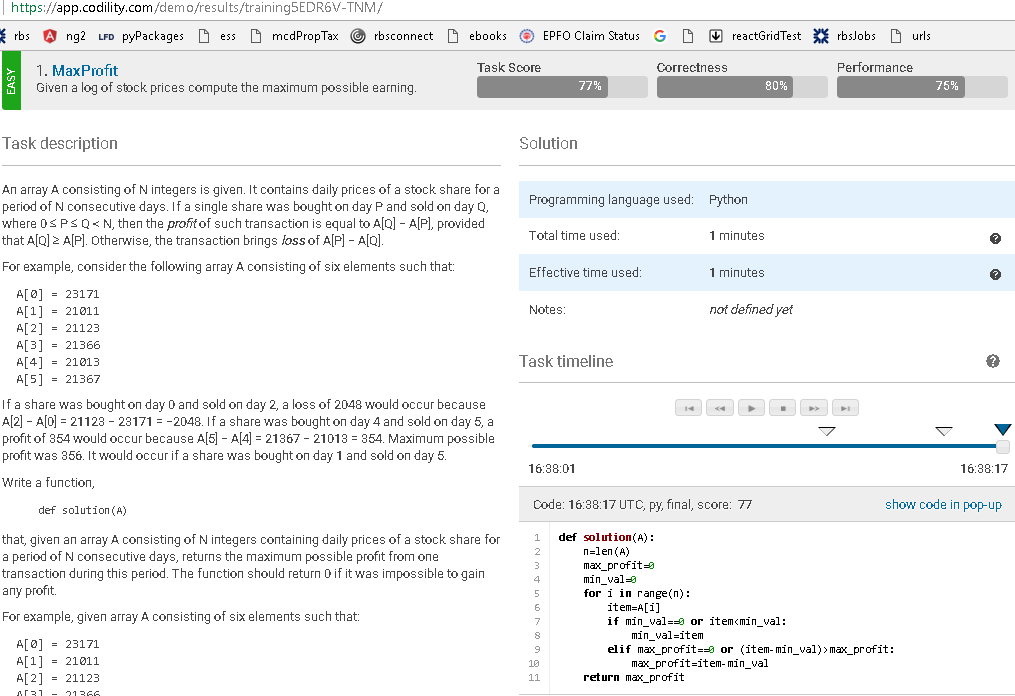 https://app.codility.com/demo/results/training5EDR6V-TNM/
rbs ng2 LFD pyPackages ess mcdPropTax rbsconnect ebooks EPFO Claim Status G reactGridTest rbsJobs urls
EASY
1. MaxProfit
Given a log of stock prices compute the maximum possible earning.
Task Score
77%
Correctness
80%
Performance
75%
Task description
An array A consisting of N integers is given. It contains daily prices of a stock share for a
period of N consecutive days. If a single share was bought on day P and sold on day Q,
where 0 ≤ P ≤ Q < N, then the profit of such transaction is equal to A[Q] − A[P], provided
that A[Q] ≥ A[P]. Otherwise, the transaction brings loss of A[P] − A[Q].
For example, consider the following array A consisting of six elements such that:
A[0] = 23171
A[1] = 21011
A[2] = 21123
A[3] = 21366
A[4] = 21013
A[5] = 21367
If a share was bought on day 0 and sold on day 2, a loss of 2048 would occur because
A[2] − A[0] = 21123 − 23171 = −2048. If a share was bought on day 4 and sold on day 5, a
profit of 354 would occur because A[5] − A[4] = 21367 − 21013 = 354. Maximum possible
profit was 356. It would occur if a share was bought on day 1 and sold on day 5.
Write a function,
def solution(A)
that, given an array A consisting of N integers containing daily prices of a stock share for
a period of N consecutive days, returns the maximum possible profit from one
transaction during this period. The function should return 0 if it was impossible to gain
any profit.
For example, given array A consisting of six elements such that:
A[0] = 23171
A[1] = 21011
A[2] = 21123
A[3] = 21366
Solution
Programming language used: Python
Total time used: 1 minutes ?
Effective time used: 1 minutes ?
Notes: not defined yet
Task timeline ?
16:38:01 16:38:17
Code: 16:38:17 UTC, py, final, score: 77 show code in pop-up
1 def solution(A):
2 n=len(A)
3 max_profit=0
4 min_val=0
5 for i in range(n):
6 item=A[i]
7 if min_val==0 or item<min_val:
8 min_val=item
9 elif max_profit==0 or (item-min_val)>max_profit:
10 max_profit=item-min_val
11 return max_profit